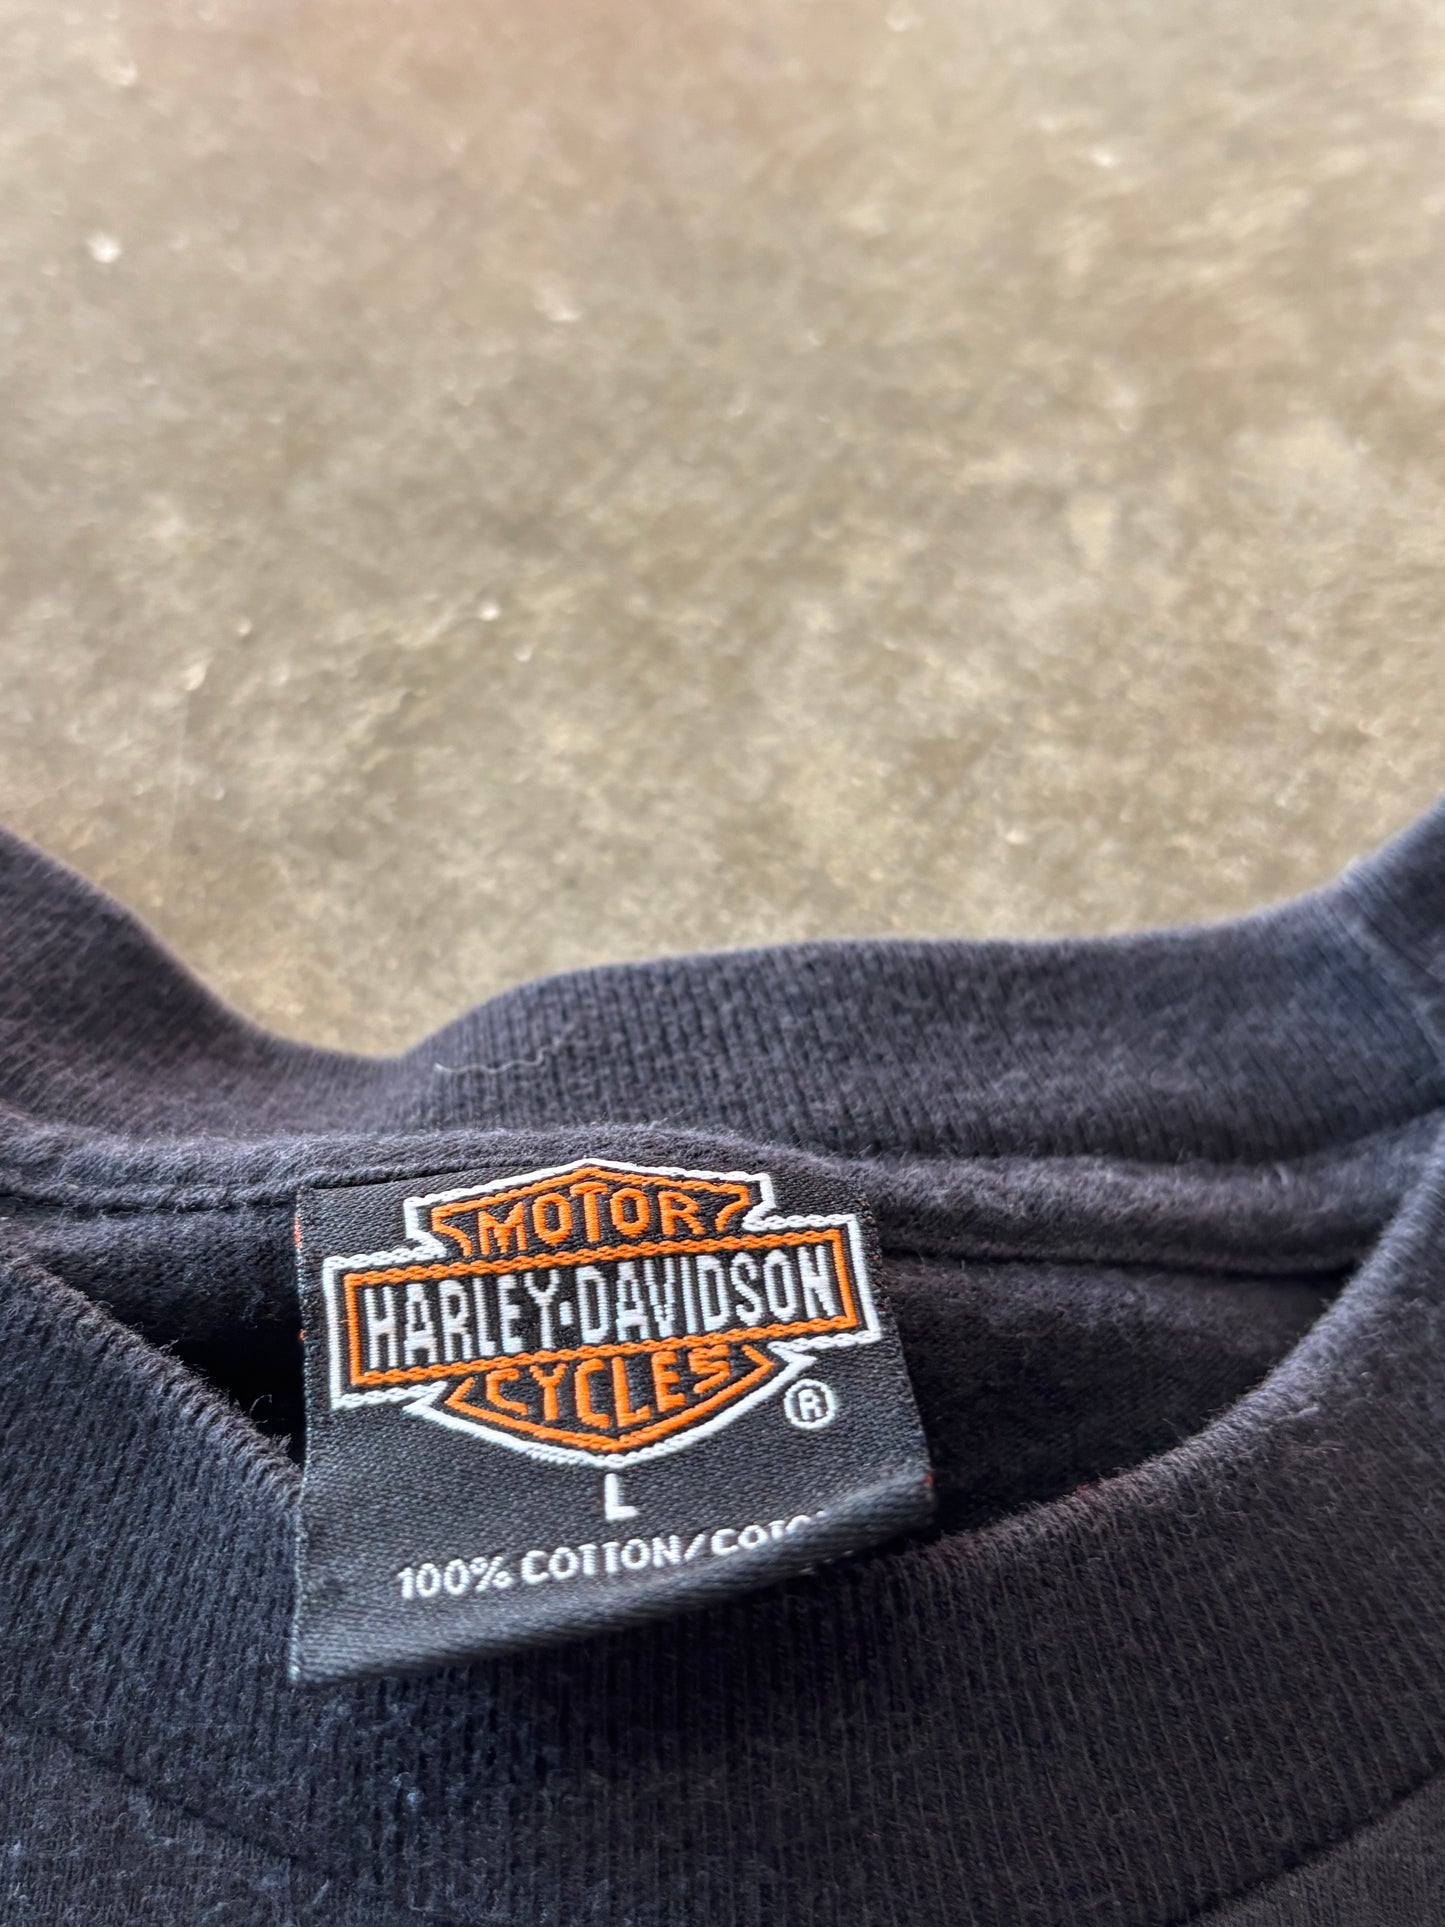 MOTOR
HARLEY-DAVIDSON
CYCLES
®
L
100% COTTON/